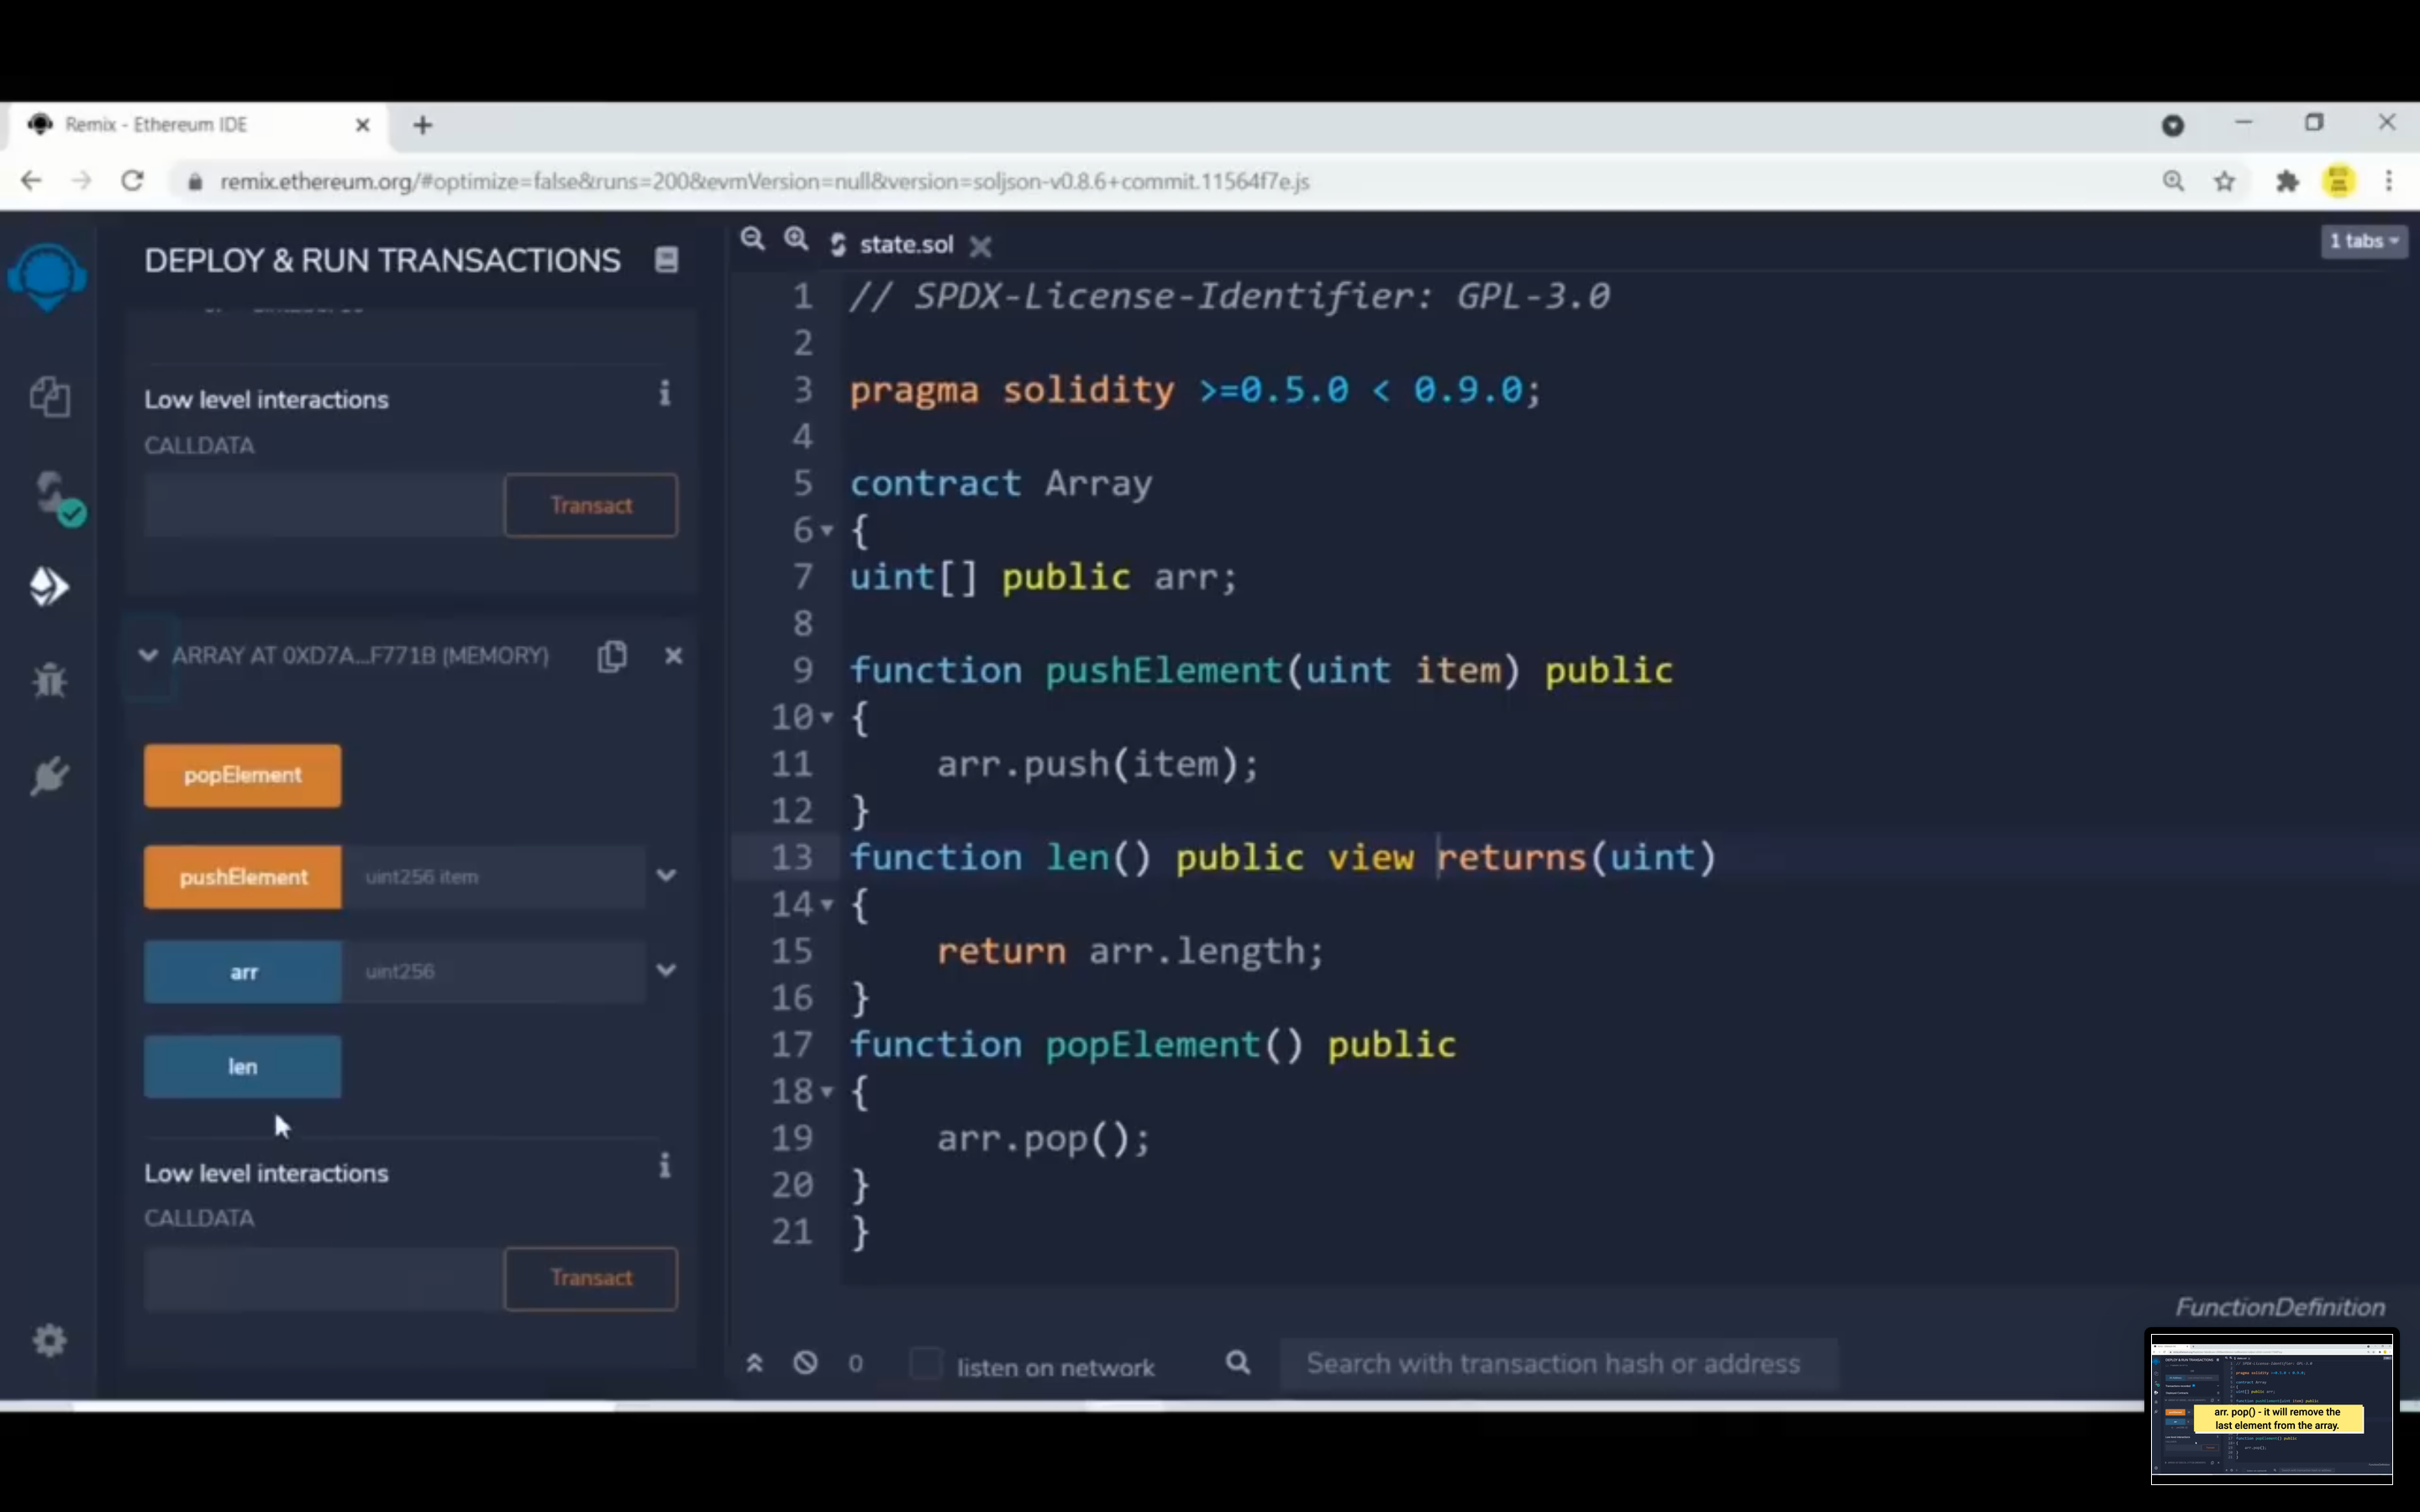 Remix - Ethereum IDE
remix.ethereum.org/#optimize=false&runs=200&evmVersion=null&version=soljson-v0.8.6+commit.11564f7e.js
DEPLOY & RUN TRANSACTIONS
Low level interactions
CALLDATA
Transact
ARRAY AT 0XD7A...F771B (MEMORY)
popElement
pushElement uint256 item
arr uint256
len
Low level interactions
CALLDATA
Transact
state.sol
1 tabs
1 // SPDX-License-Identifier: GPL-3.0
2
3 pragma solidity >=0.5.0 < 0.9.0;
4
5 contract Array
6 {
7 uint[] public arr;
8
9 function pushElement(uint item) public
10 {
11 arr.push(item);
12 }
13 function len() public view returns(uint)
14 {
15 return arr.length;
16 }
17 function popElement() public
18 {
19 arr.pop();
20 }
21 }
FunctionDefinition
0 listen on network Search with transaction hash or address
arr. pop() - it will remove the
last element from the array.